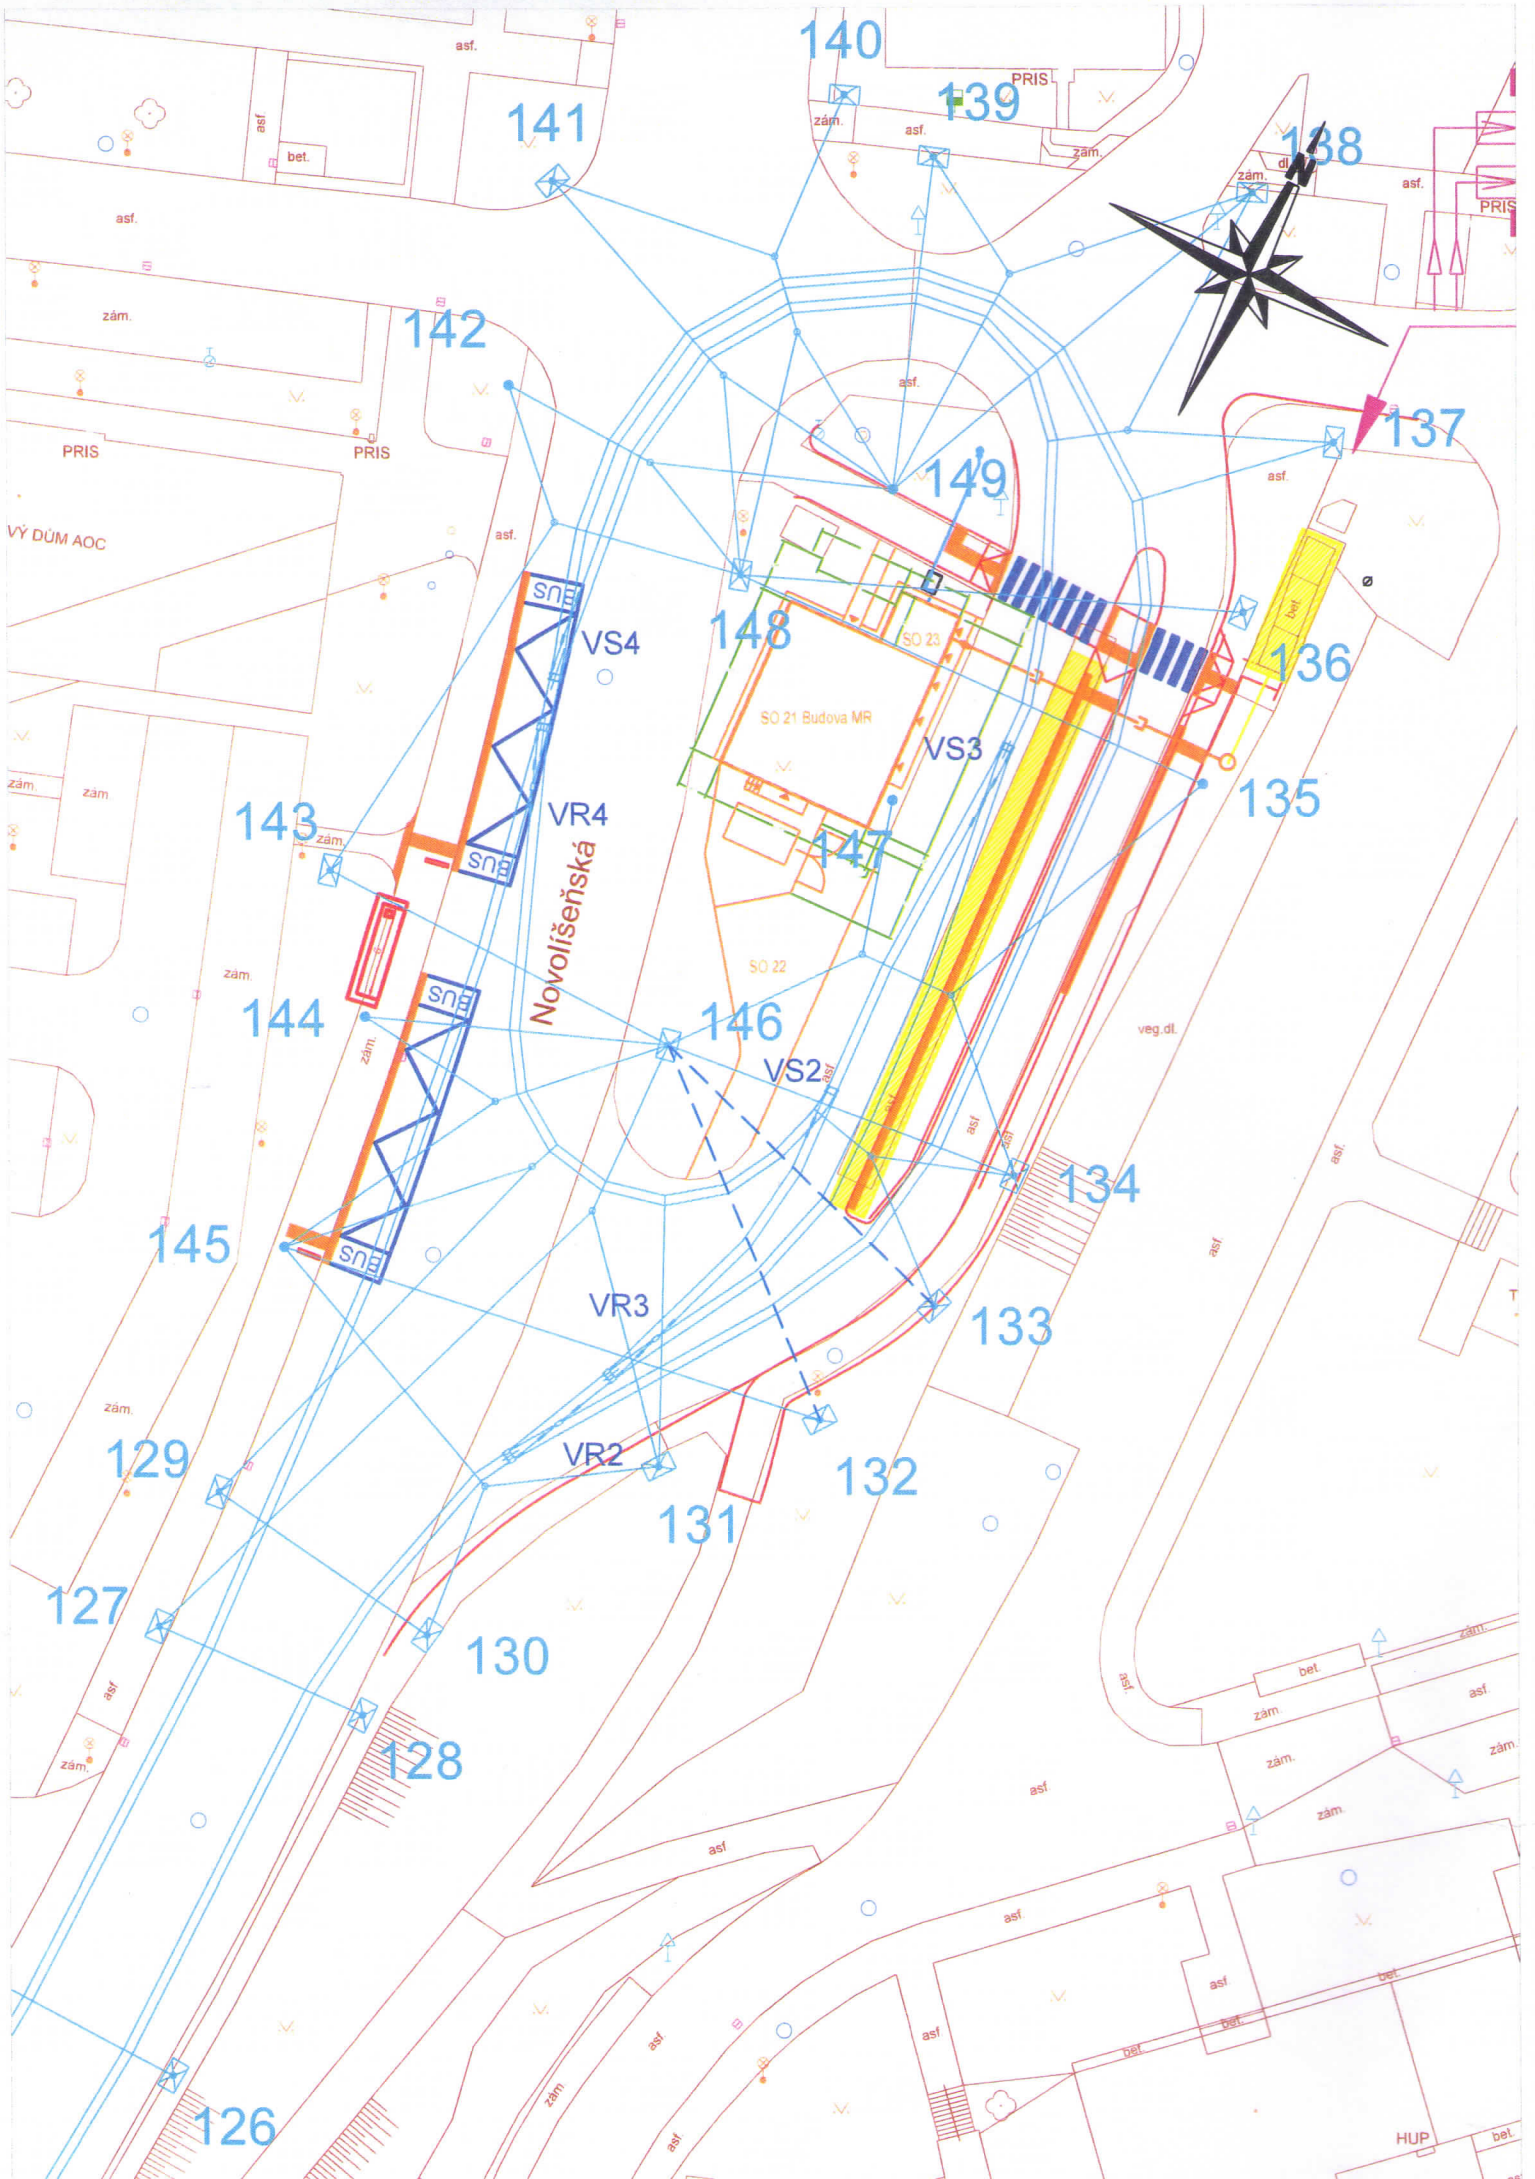 140
asf.
PRIS
139
141
zám.
asf.
zám.
138
N
asf.
bet.
zám.
asf.
PRIS
asf.
142
zám.
asf.
137
PRIS
PRIS
asf.
149
VÝ DŮM AOC
asf.
BUS
bet.
148
SO 23
VS4
136
SO 21 Budova MR
VS3
zám.
zám.
135
143
zám.
VR4
147
BUS
Novolíšeňská
zám.
SO 22
BUS
144
146
veg.dl.
zám.
VS2
asf
asf
asf
asf
asf.
134
145
asf.
BUS
VR3
133
zám.
129
VR2
132
131
127
130
zám.
asf
asf.
bet.
asf.
zám.
128
zám.
zám.
zám.
asf
zám.
asf
asf.
asf
bet.
bet.
asf
asf
bet.
zám
126
asf
HUP
bet.